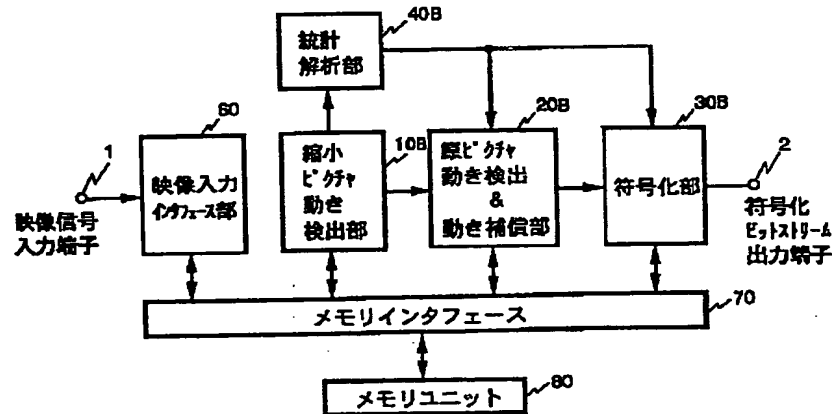 40B
統計
解析部
60
20B
30B
10B
1
映像入力
インタフェース部
縮小
ピクチャ
動き
検出部
原ピクチャ
動き検出
&
動き補償部
符号化部
2
映像信号
入力端子
符号化
ビットストリーム
出力端子
70
メモリインタフェース
80
メモリユニット